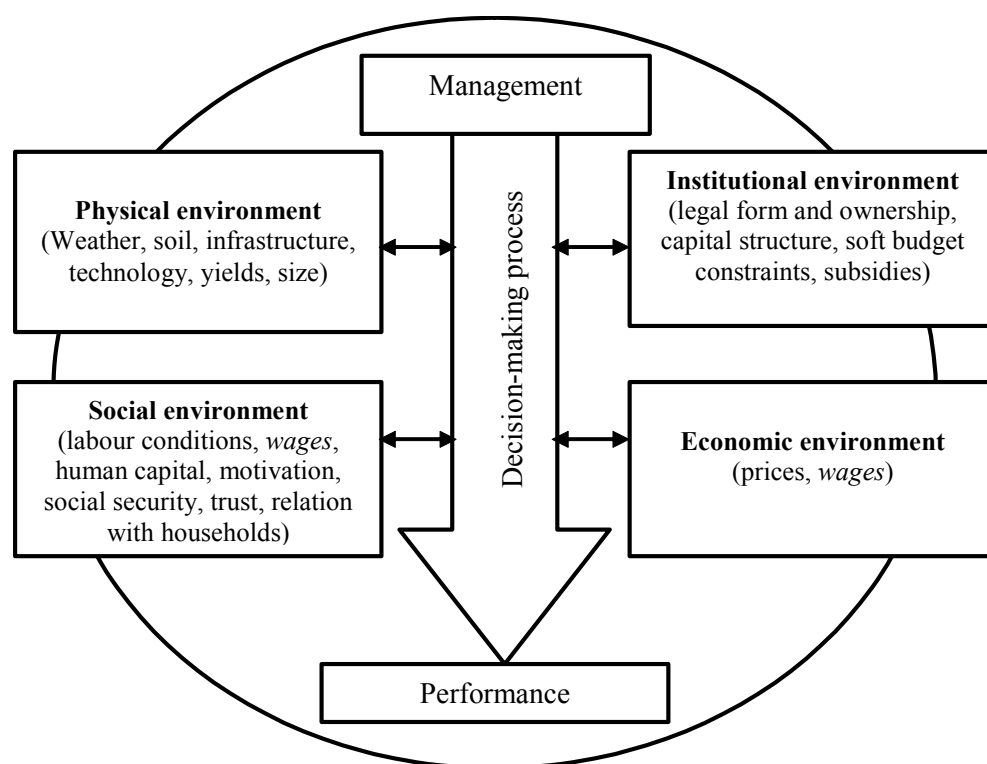 Management
Physical environment
(Weather, soil, infrastructure,
technology, yields, size)
Institutional environment
(legal form and ownership,
capital structure, soft budget
constraints, subsidies)
Decision-making process
Social environment
(labour conditions, wages,
human capital, motivation,
social security, trust, relation
with households)
Economic environment
(prices, wages)
Performance